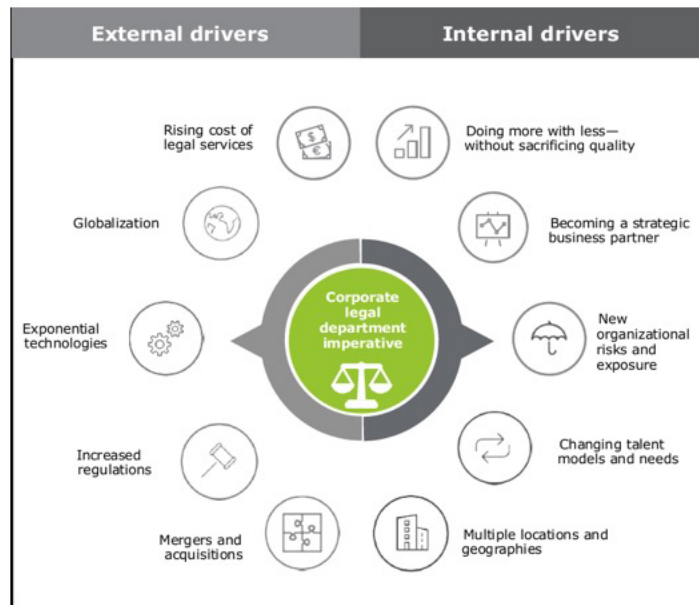 External drivers
Internal drivers
Rising cost of
legal services
Globalization
Exponential
technologies
Increased
regulations
Mergers and
acquisitions
$
€
Corporate
legal
department
imperative
Doing more with less—
without sacrificing quality
Becoming a strategic
business partner
New
organizational
risks and
exposure
Changing talent
models and needs
Multiple locations and
geographies